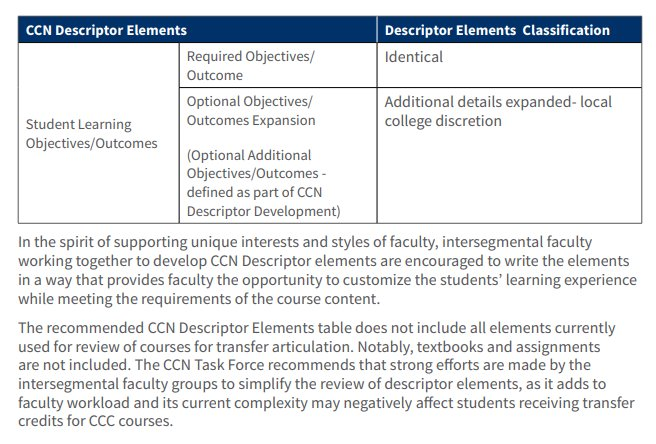 CCN Descriptor Elements
Descriptor Elements Classification
Student Learning
Objectives/Outcomes
Required Objectives/
Outcome
Identical
Optional Objectives/
Outcomes Expansion
(Optional Additional
Objectives/Outcomes -
defined as part of CCN
Descriptor Development)
Additional details expanded- local
college discretion
In the spirit of supporting unique interests and styles of faculty, intersegmental faculty
working together to develop CCN Descriptor elements are encouraged to write the elements
in a way that provides faculty the opportunity to customize the students’ learning experience
while meeting the requirements of the course content.
The recommended CCN Descriptor Elements table does not include all elements currently
used for review of courses for transfer articulation. Notably, textbooks and assignments
are not included. The CCN Task Force recommends that strong efforts are made by the
intersegmental faculty groups to simplify the review of descriptor elements, as it adds to
faculty workload and its current complexity may negatively affect students receiving transfer
credits for CCC courses.